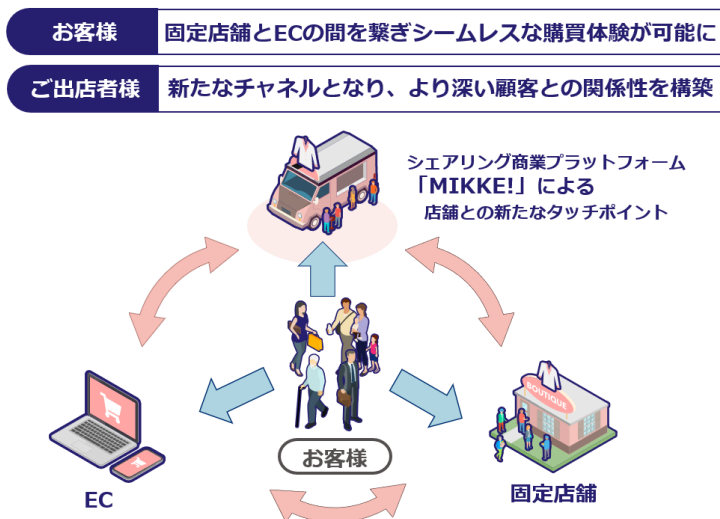 お客様 固定店舗とECの間を繋ぎシームレスな購買体験が可能に
ご出店者様 新たなチャネルとなり、より深い顧客との関係性を構築
シェアリング商業プラットフォーム
「MIKKE!」による
店舗との新たなタッチポイント
BOUTIQUE
お客様
EC
固定店舗